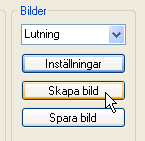 Bilder
Lutning
Inställningar
Skapa bild
Spara bild